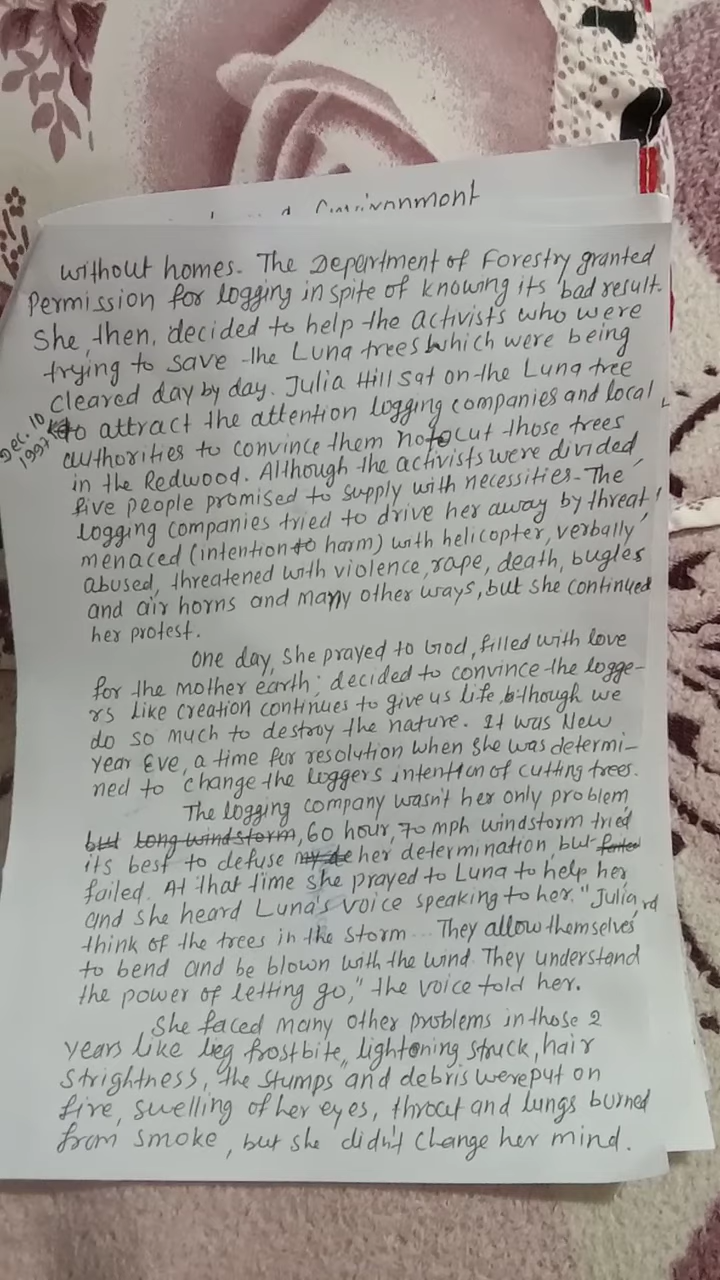 Environment
without homes. The Department of Forestry granted
Permission for logging in spite of knowing its bad result.
She, then, decided to help the activists who were
trying to save the Luna trees which were being
cleared day by day. Julia Hill sat on the Luna tree
Dec. 10 1997 to attract the attention logging companies and local
authorities to convince them not to cut those trees
in the Redwood. Although the activists were divided,
five people promised to supply with necessities. The
logging companies tried to drive her away by threat,
menaced (intention to harm) with helicopter, verbally
abused, threatened with violence, rape, death, bugles
and air horns and many other ways, but she continued
her protest.
One day, she prayed to God, filled with love
for the mother earth; decided to convince the logge-
rs like creation continues to give us life, though we
do so much to destroy the nature. It was New
year Eve, a time for resolution when she was determi-
ned to change the loggers intention of cutting trees.
The logging company wasn't her only problem,
but long windstorm, 60 hour, 70 mph windstorm tried
its best to defuse her determination, but failed
failed. At that time she prayed to Luna to help her
and she heard Luna's voice speaking to her. "Julia,
think of the trees in the storm... They allow themselves
to bend and be blown with the wind. They understand
the power of letting go," the voice told her.
She faced many other problems in those 2
years like leg frostbite, lightening struck, hair
strightness, the stumps and debris were put on
fire, swelling of her eyes, throat and lungs burned
from smoke, but she didn't change her mind.